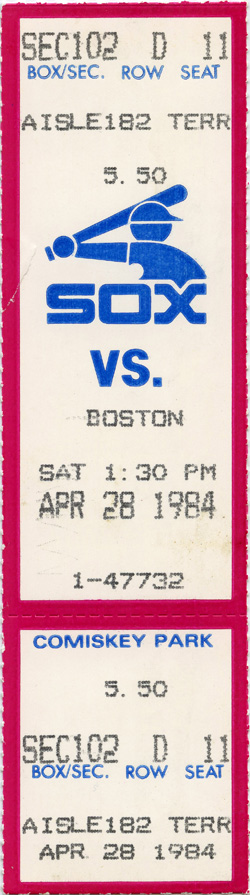 SEC102 D 11
BOX/SEC. ROW SEAT
AISLE182 TERR
5.50
SOX
VS.
BOSTON
SAT 1:30 PM
APR 28 1984
1-47732
COMISKEY PARK
5.50
SEC102 D 11
BOX/SEC. ROW SEAT
AISLE182 TERR
APR 28 1984